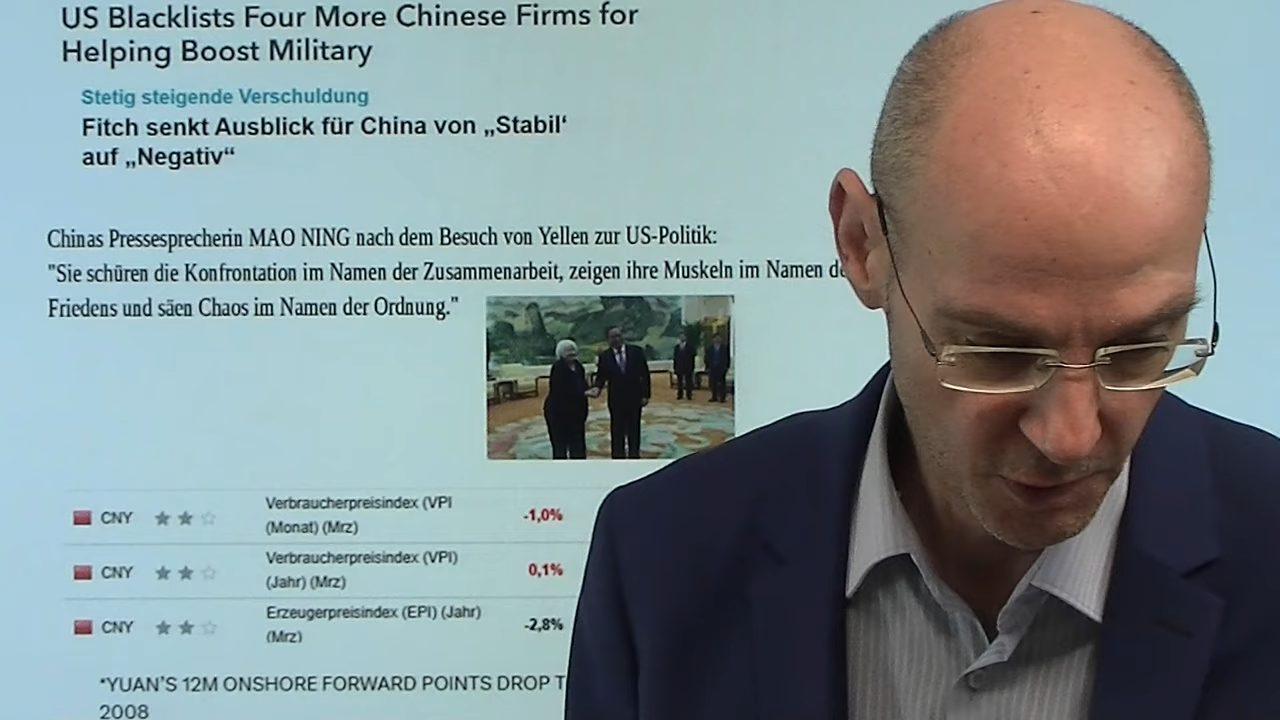 US Blacklists Four More Chinese Firms for
Helping Boost Military
Stetig steigende Verschuldung
Fitch senkt Ausblick für China von „Stabil‘
auf „Negativ“
Chinas Pressesprecherin MAO NING nach dem Besuch von Yellen zur US-Politik:
"Sie schüren die Konfrontation im Namen der Zusammenarbeit, zeigen ihre Muskeln im Namen de
Friedens und säen Chaos im Namen der Ordnung."
CNY Verbraucherpreisindex (VPI -1,0%
(Monat) (Mrz)
CNY Verbraucherpreisindex (VPI) 0,1%
(Jahr) (Mrz)
CNY Erzeugerpreisindex (EPI) (Jahr) -2,8%
(Mrz)
*YUAN'S 12M ONSHORE FORWARD POINTS DROP T
2008